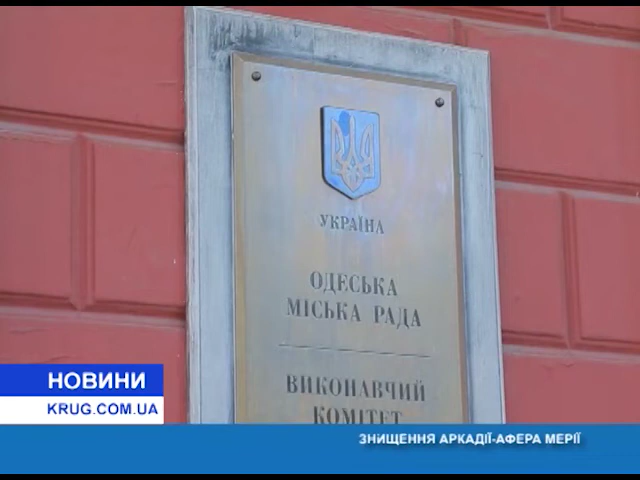 УКРАЇНА
ОДЕСЬКА
МІСЬКА РАДА
ВИКОНАВЧИЙ
КОМІТЕТ
НОВИНИ
KRUG.COM.UA
ЗНИЩЕННЯ АРКАДІЇ-АФЕРА МЕРІЇ